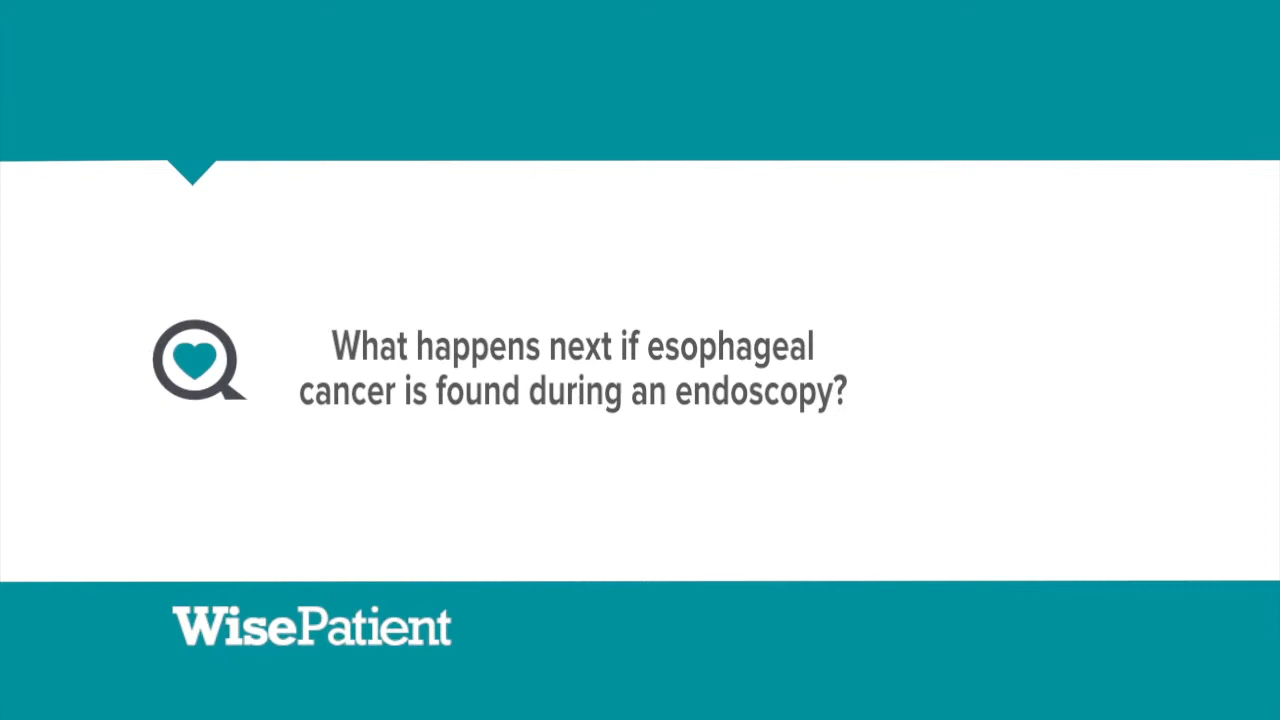 What happens next if esophageal
cancer is found during an endoscopy?
WisePatient